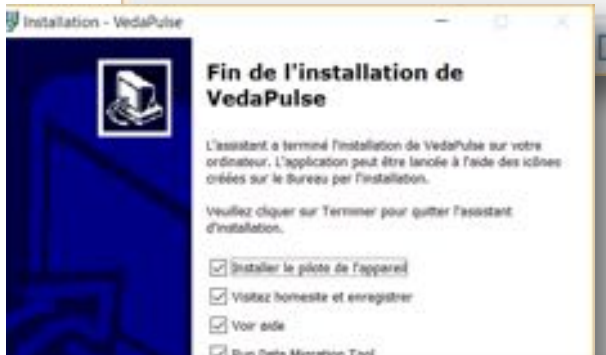 Installation - VedaPulse
Fin de l'installation de
VedaPulse
L'assistant a terminé l'installation de VedaPulse sur votre
ordinateur. L'application peut être lancée à l'aide des icônes
créées sur le Bureau par l'installation.
Veuillez cliquer sur Terminer pour quitter l'assistant
d'installation.
Installer le pilote de l'appareil
Visitez homesite et enregistrer
Voir aide
Run Data Migration Tool